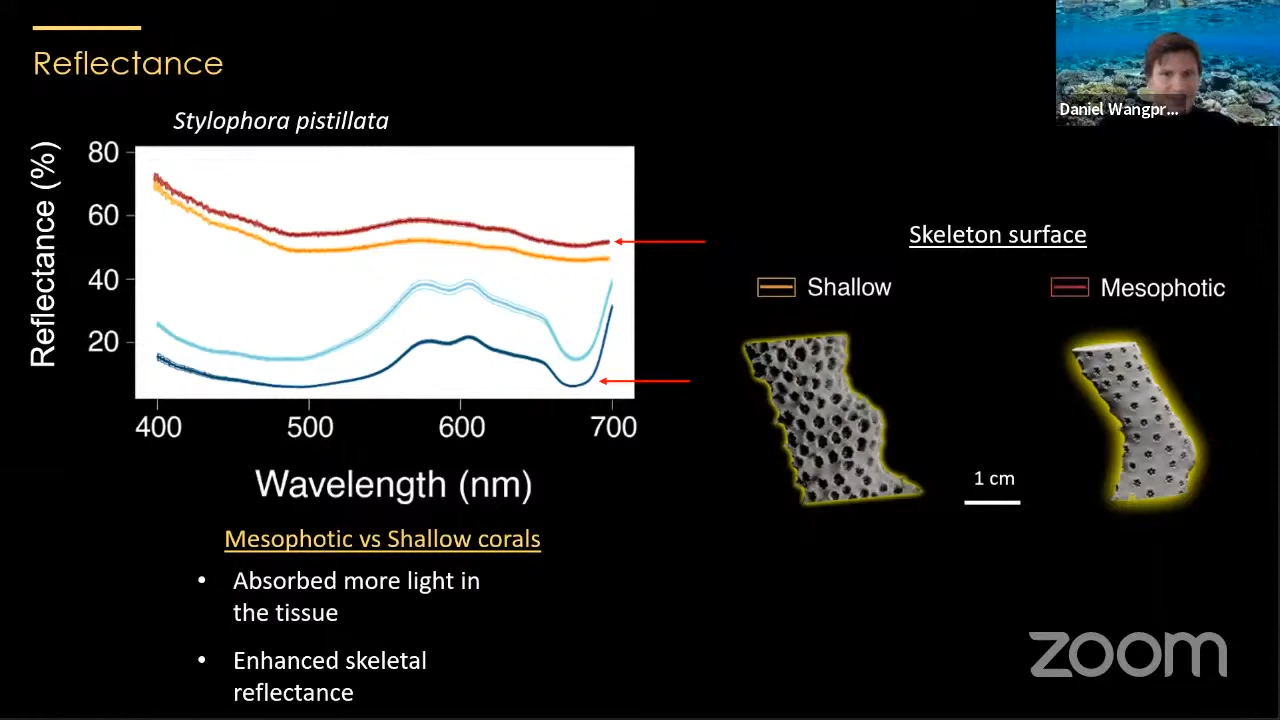 Reflectance
Daniel Wangpr...
Stylophora pistillata
Reflectance (%)
80
60
40
20
400 500 600 700
Wavelength (nm)
Skeleton surface
Shallow Mesophotic
1 cm
Mesophotic vs Shallow corals
• Absorbed more light in
the tissue
• Enhanced skeletal
reflectance
zoom